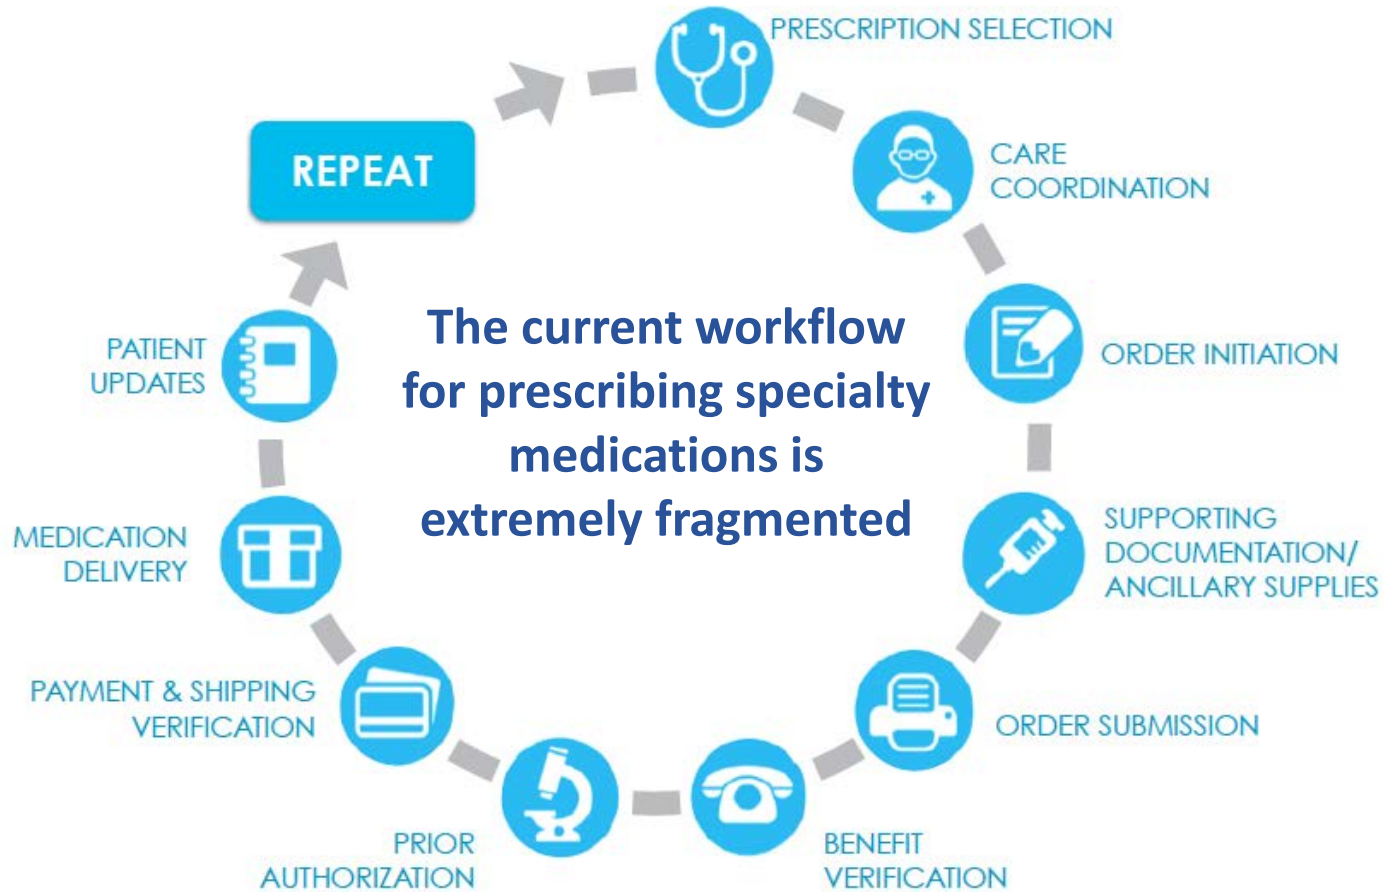 PRESCRIPTION SELECTION
CARE
COORDINATION
ORDER INITIATION
SUPPORTING
DOCUMENTATION/
ANCILLARY SUPPLIES
ORDER SUBMISSION
BENEFIT
VERIFICATION
PRIOR
AUTHORIZATION
PAYMENT & SHIPPING
VERIFICATION
MEDICATION
DELIVERY
PATIENT
UPDATES
REPEAT
The current workflow
for prescribing specialty
medications is
extremely fragmented